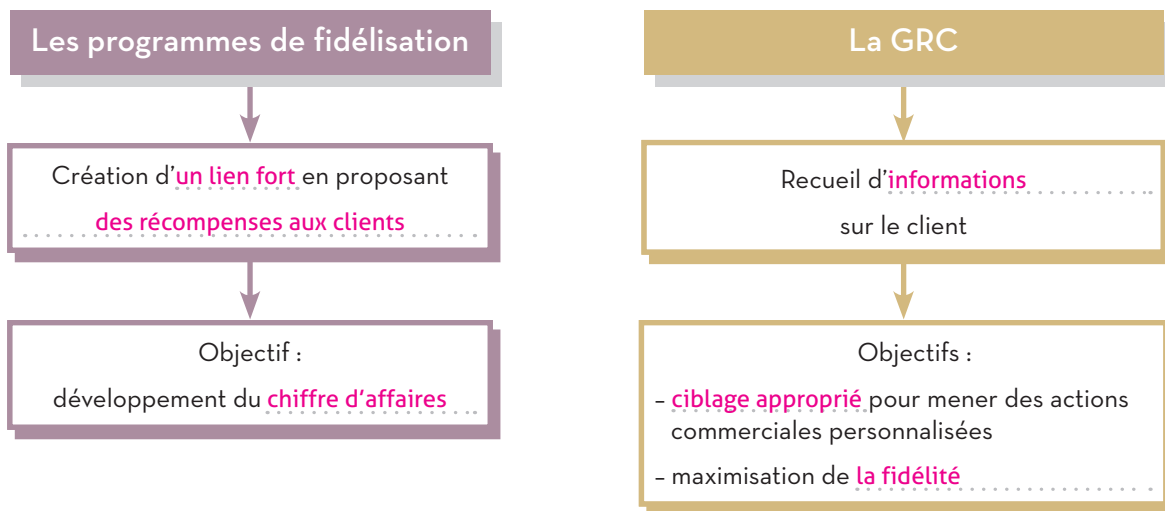 Les programmes de fidélisation
Création d'un lien fort en proposant
des récompenses aux clients
Objectif :
développement du chiffre d'affaires
La GRC
Recueil d'informations
sur le client
Objectifs :
– ciblage approprié pour mener des actions
commerciales personnalisées
– maximisation de la fidélité